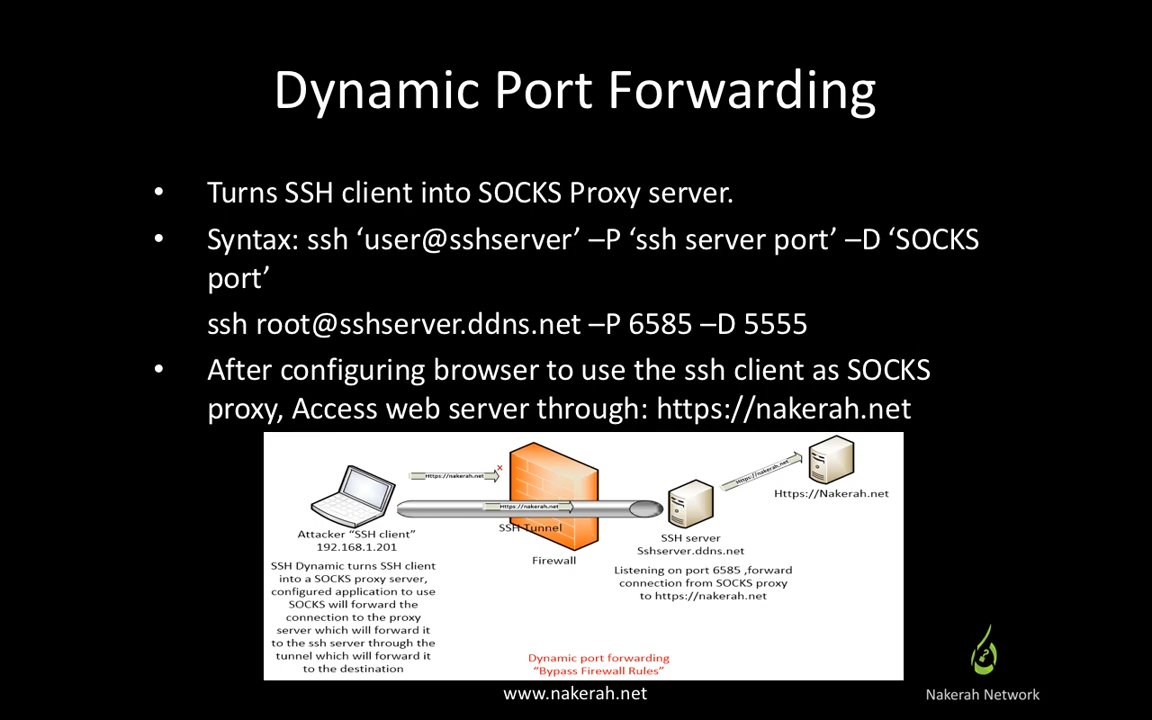 Dynamic Port Forwarding
• Turns SSH client into SOCKS Proxy server.
• Syntax: ssh ‘user@sshserver’ –P ‘ssh server port’ –D ‘SOCKS
port’
ssh root@sshserver.ddns.net –P 6585 –D 5555
• After configuring browser to use the ssh client as SOCKS
proxy, Access web server through: https://nakerah.net
Https://nakerah.net
x
Https://nakerah.net
SSH Tunnel
Https://nakerah.net
Https://Nakerah.net
Attacker “SSH client”
192.168.1.201
SSH Dynamic turns SSH client
into a SOCKS proxy server,
configured application to use
SOCKS will forward the
connection to the proxy
server which will forward it
to the ssh server through the
tunnel which will forward it
to the destination
Firewall
SSH server
Sshserver.ddns.net
Listening on port 6585 ,forward
connection from SOCKS proxy
to https://nakerah.net
Dynamic port forwarding
“Bypass Firewall Rules”
www.nakerah.net
Nakerah Network